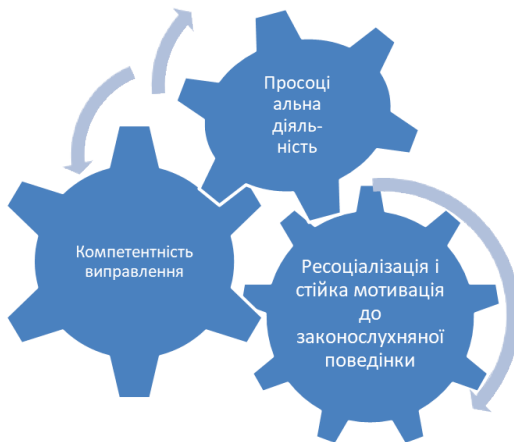 Просоці
альна
діяль-
ність
Компетентність
виправлення
Ресоціалізація і
стійка мотивація
до
законослухняної
поведінки